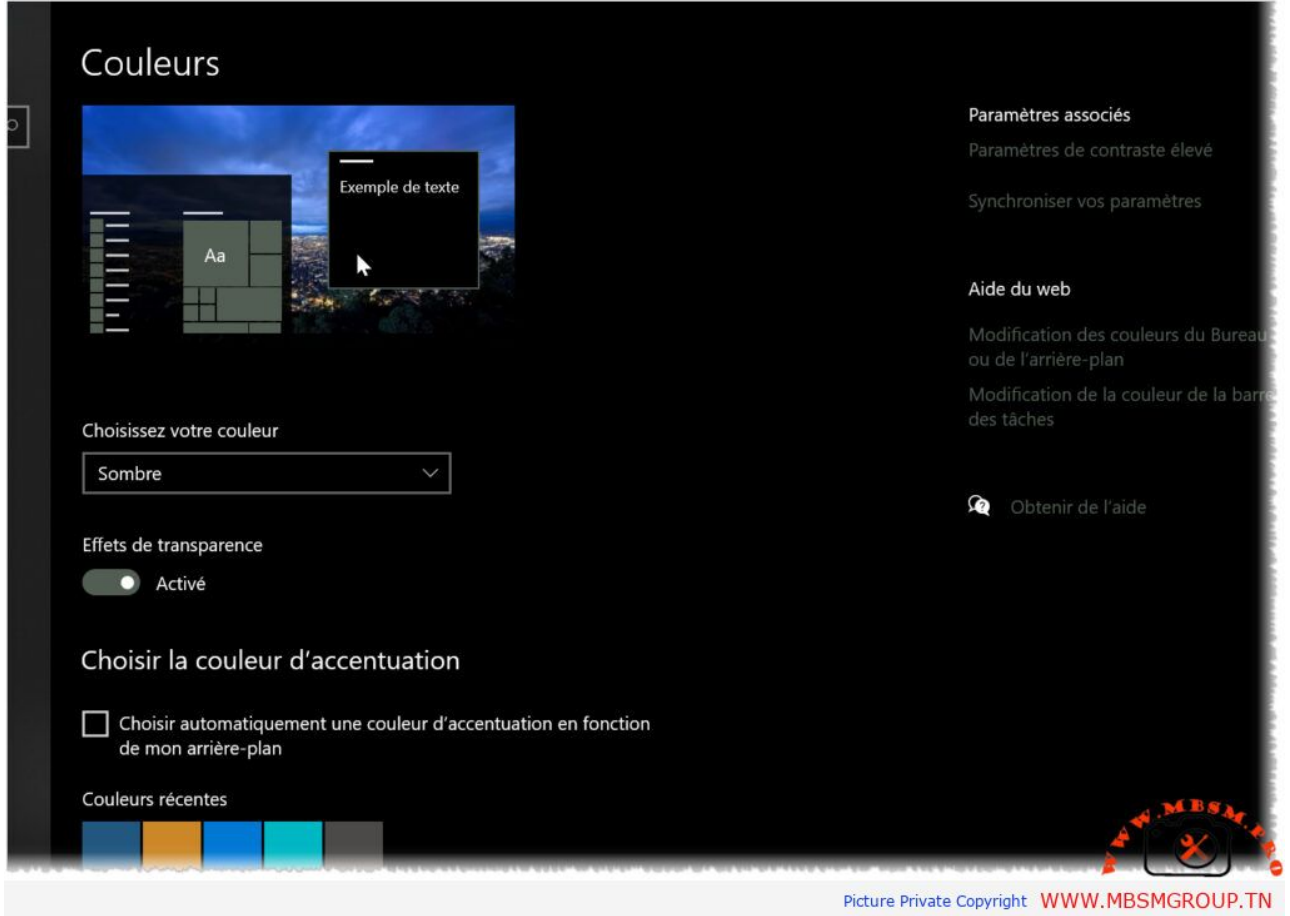 Couleurs
Exemple de texte
Aa
Choisissez votre couleur
Sombre
Effets de transparence
Activé
Choisir la couleur d'accentuation
Choisir automatiquement une couleur d'accentuation en fonction
de mon arrière-plan
Couleurs récentes
Paramètres associés
Paramètres de contraste élevé
Synchroniser vos paramètres
Aide du web
Modification des couleurs du Bureau
ou de l'arrière-plan
Modification de la couleur de la barre
des tâches
Obtenir de l'aide
WWW.MBSM.PRO
Picture Private Copyright WWW.MBSMGROUP.TN